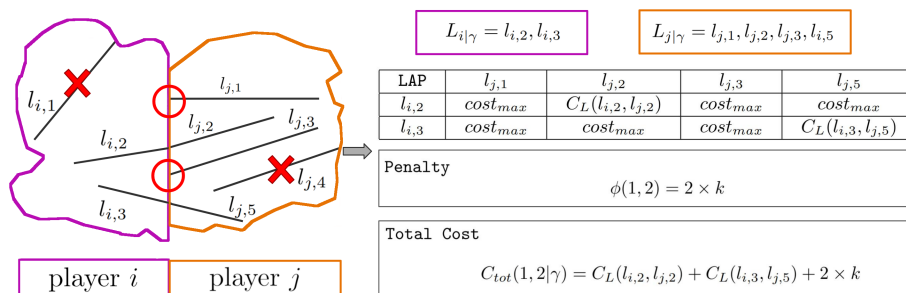 l_{i,1}
l_{i,2}
l_{i,3}
l_{j,1}
l_{j,2}
l_{j,3}
l_{j,4}
l_{j,5}
player i
player j
L_{i|γ} = l_{i,2}, l_{i,3}
L_{j|γ} = l_{j,1}, l_{j,2}, l_{j,3}, l_{i,5}
LAP l_{j,1} l_{j,2} l_{j,3} l_{j,5}
l_{i,2} cost_{max} C_L(l_{i,2}, l_{j,2}) cost_{max} cost_{max}
l_{i,3} cost_{max} cost_{max} cost_{max} C_L(l_{i,3}, l_{j,5})
Penalty
ϕ(1, 2) = 2 × k
Total Cost
C_{tot}(1, 2|γ) = C_L(l_{i,2}, l_{j,2}) + C_L(l_{i,3}, l_{j,5}) + 2 × k